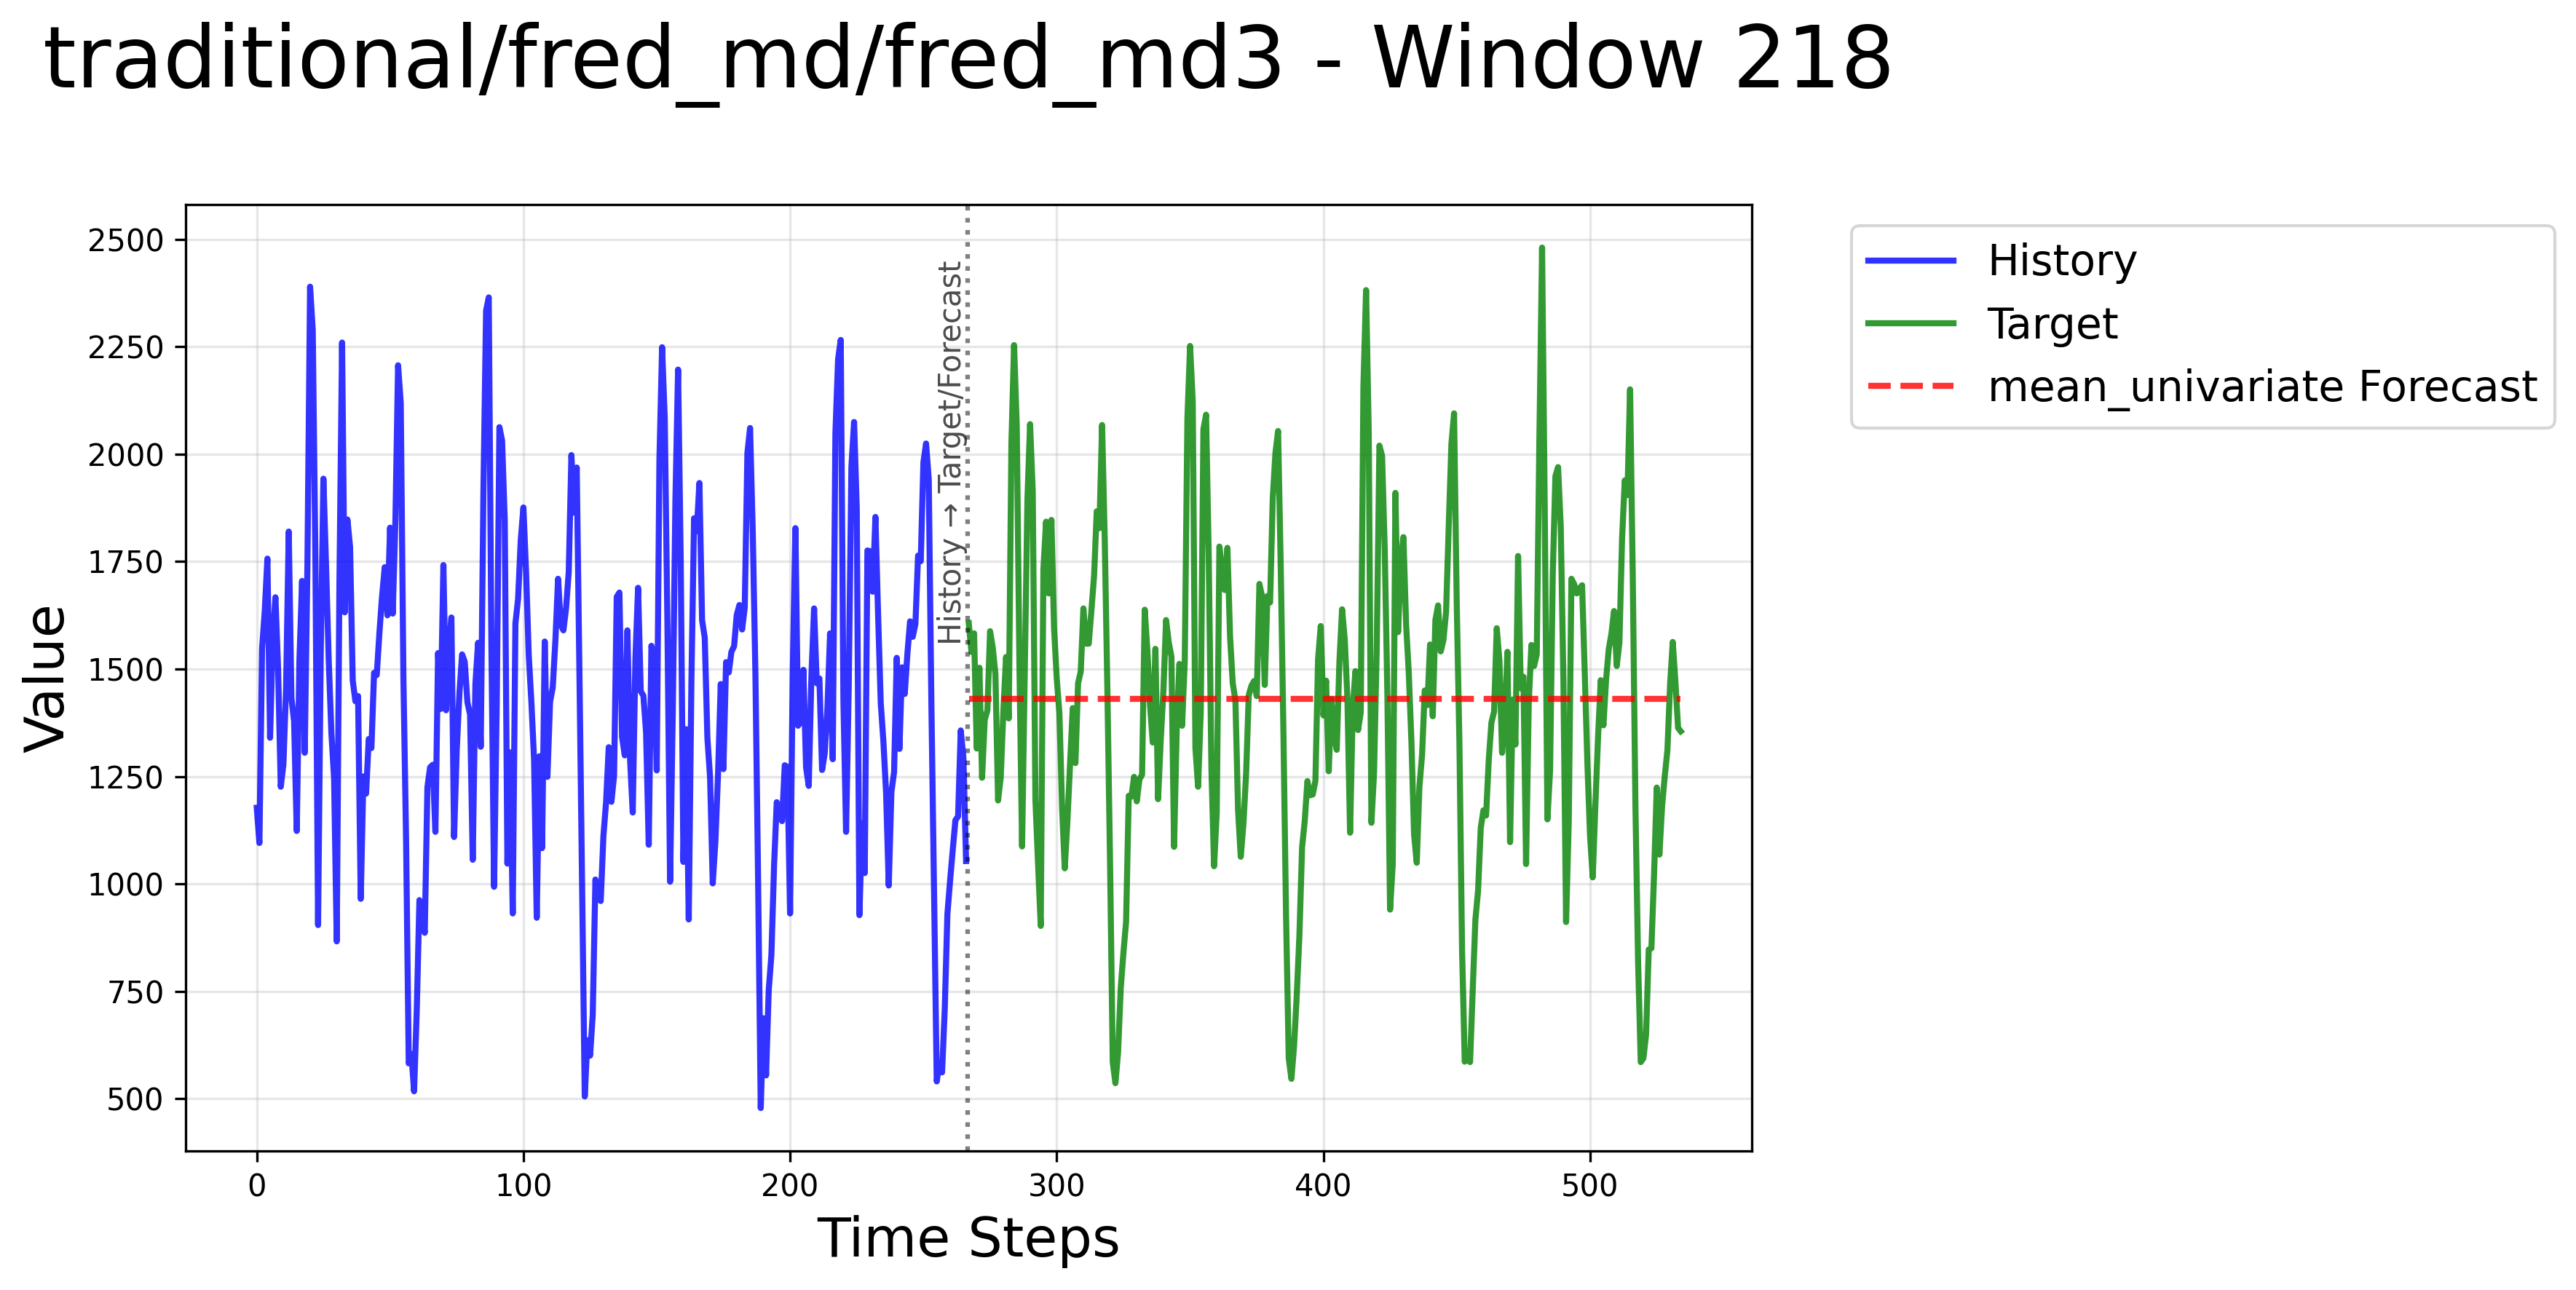 traditional/fred_md/fred_md3 - Window 218
History
Target
mean_univariate Forecast
History → Target/Forecast
Value
2500
2250
2000
1750
1500
1250
1000
750
500
0
100
200
300
400
500
Time Steps